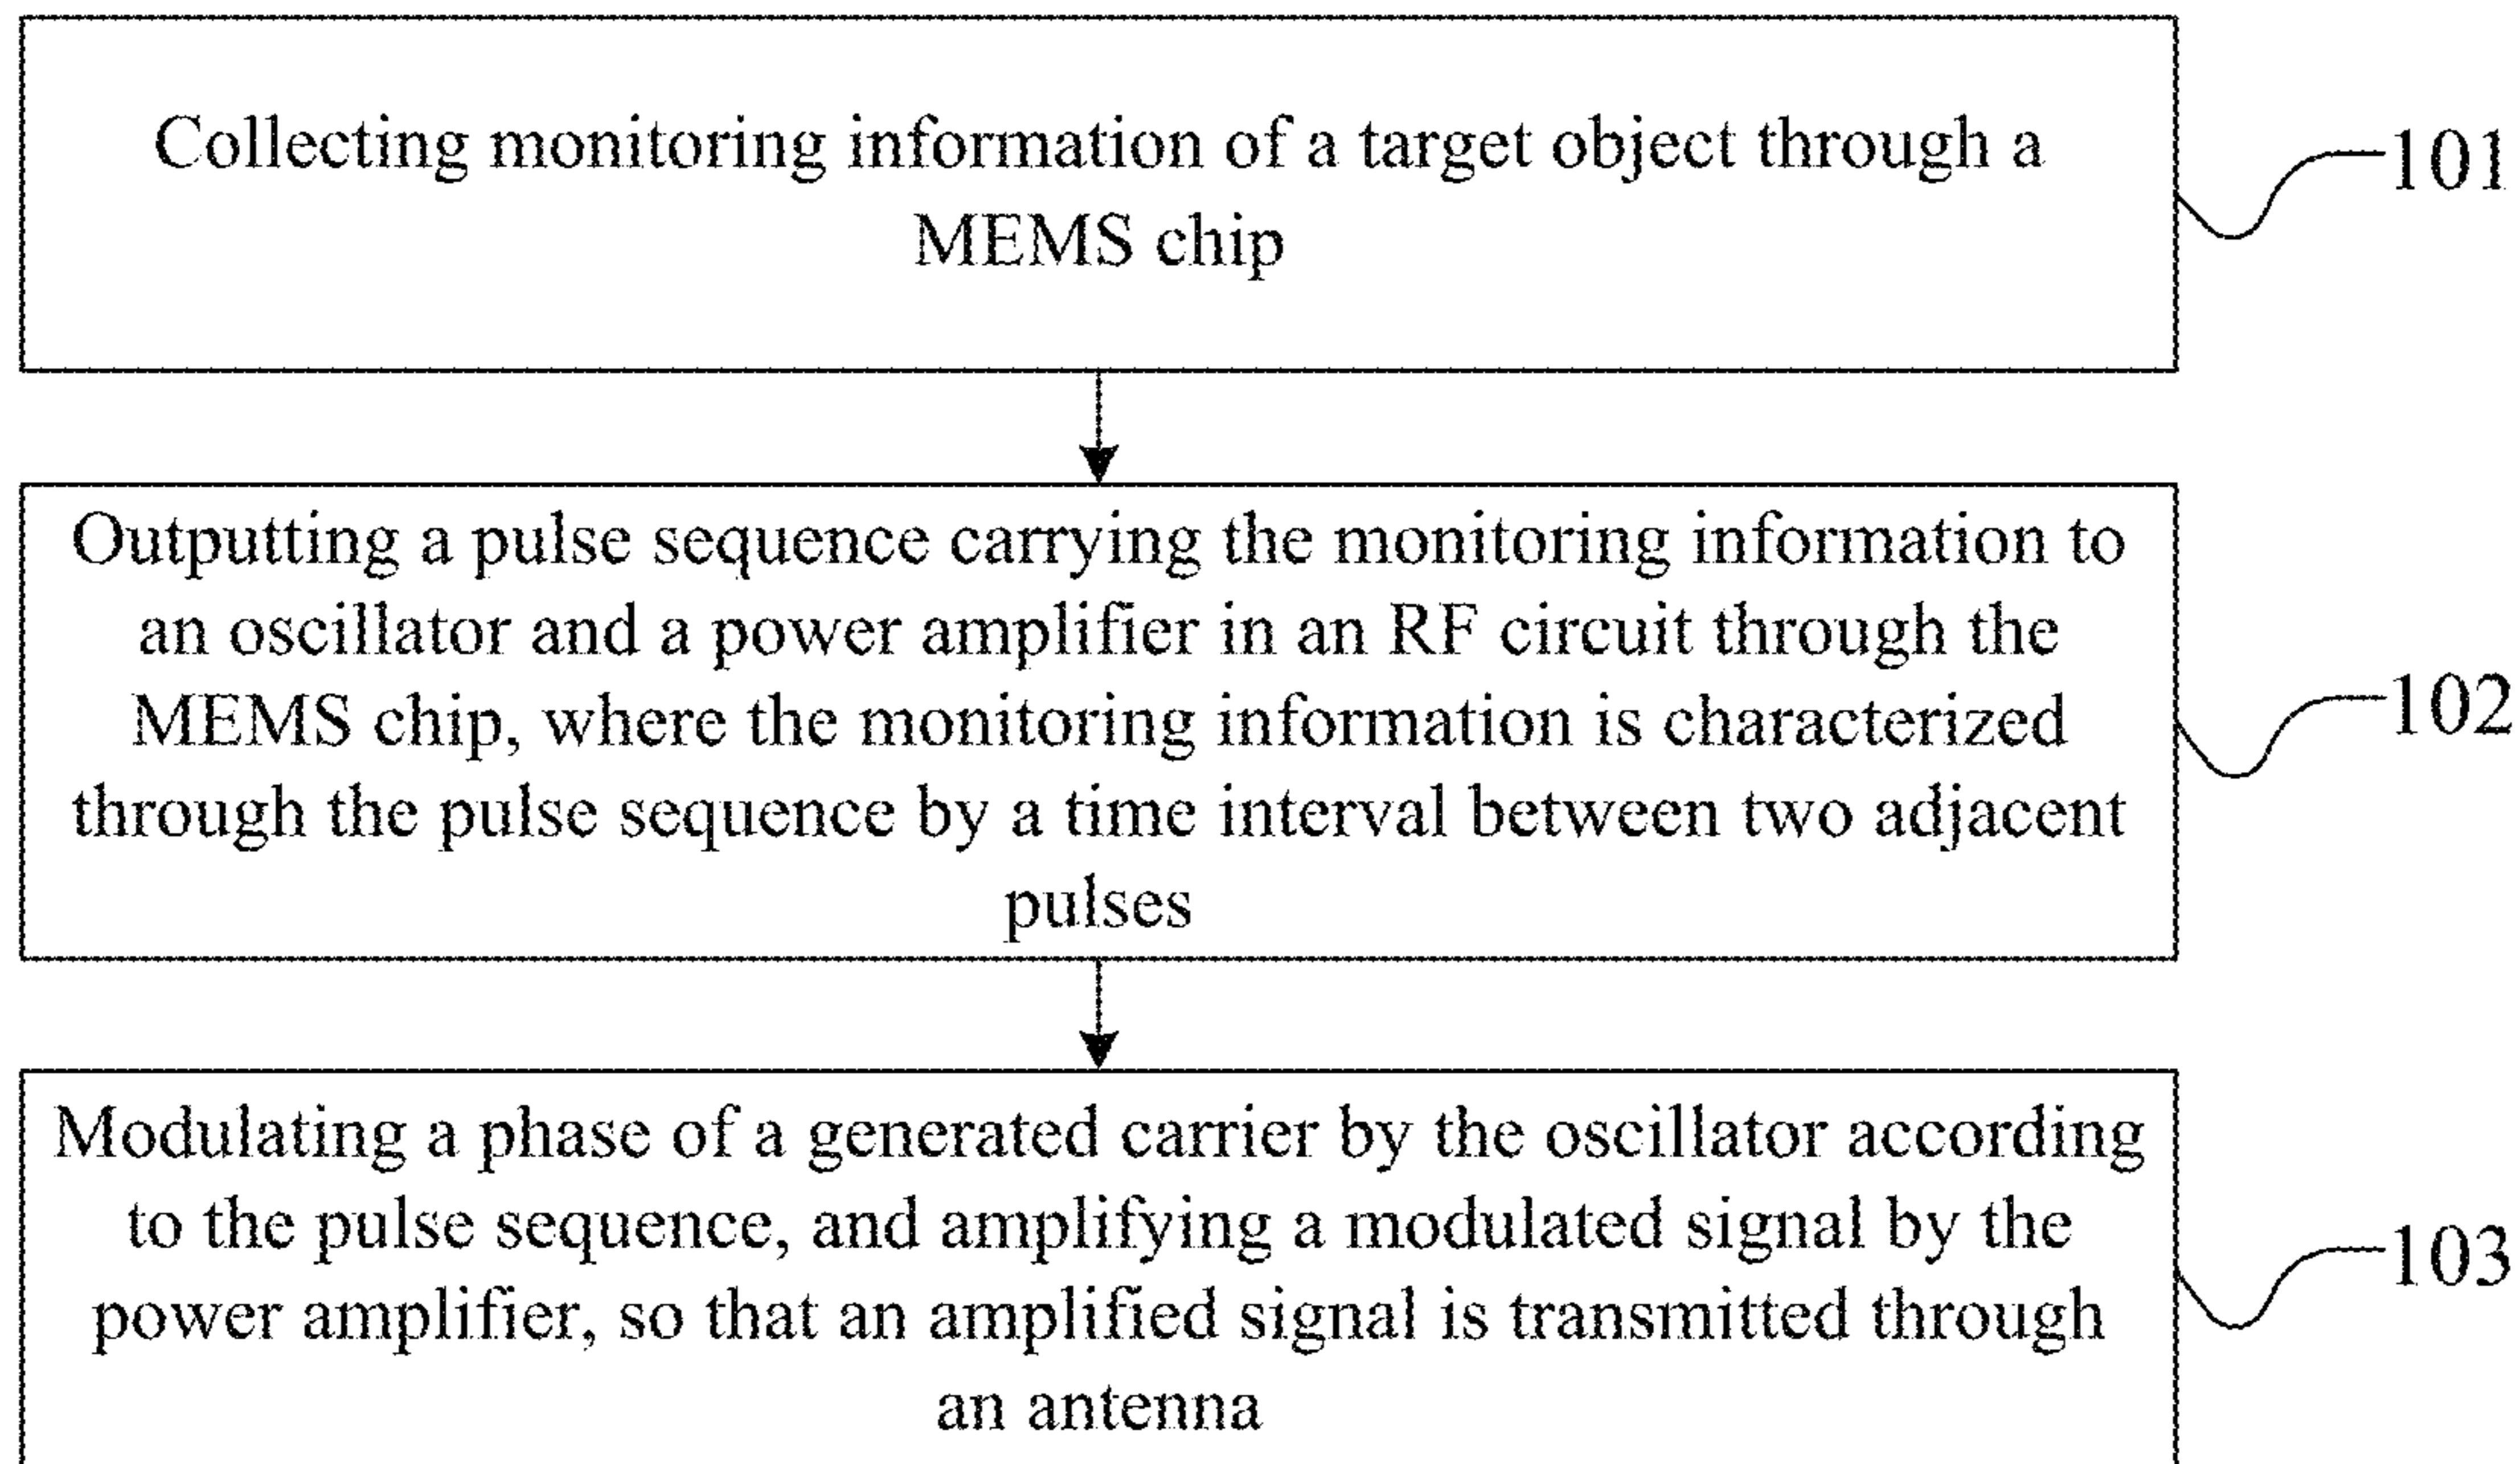 Collecting monitoring information of a target object through a
MEMS chip
101
Outputting a pulse sequence carrying the monitoring information to
an oscillator and a power amplifier in an RF circuit through the
MEMS chip, where the monitoring information is characterized
through the pulse sequence by a time interval between two adjacent
pulses
102
Modulating a phase of a generated carrier by the oscillator according
to the pulse sequence, and amplifying a modulated signal by the
power amplifier, so that an amplified signal is transmitted through
an antenna
103